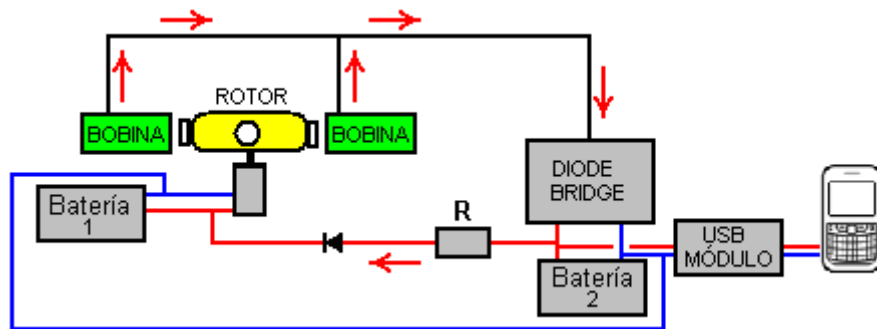 ROTOR
BOBINA
BOBINA
DIODE
BRIDGE
Batería
1
R
USB
MÓDULO
Batería
2